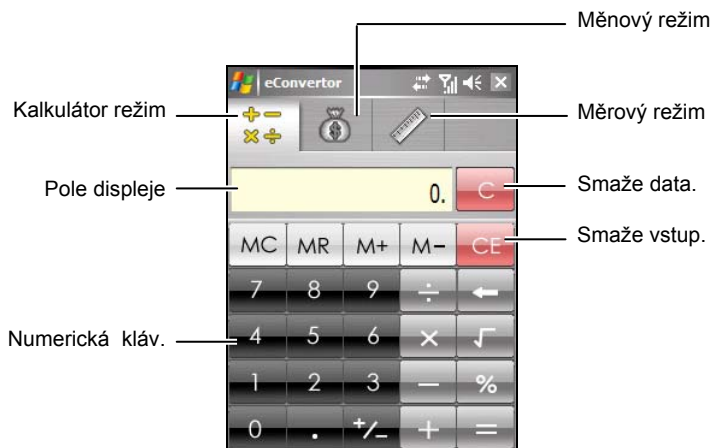 Měnový režim
eConvertor
Kalkulátor režim
Měrový režim
Pole displeje
0.
C
Smaže data.
MC MR M+ M− CE
Smaže vstup.
7 8 9 ÷ ←
Numerická kláv.
4 5 6 × √
1 2 3 − %
0 . +/− + =